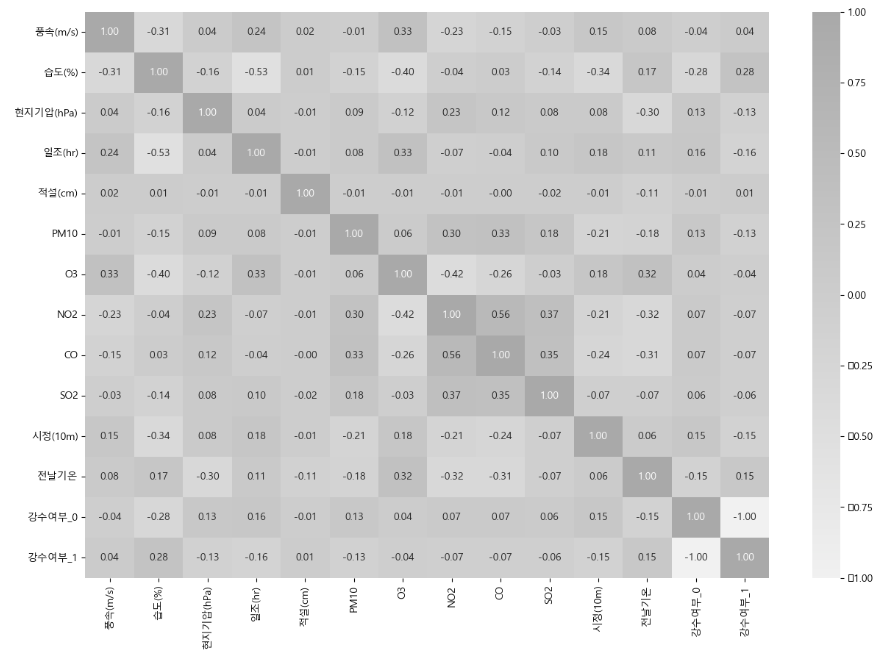 풍속(m/s) 1.00 -0.31 0.04 0.24 0.02 -0.01 0.33 -0.23 -0.15 -0.03 0.15 0.08 -0.04 0.04
습도(%) -0.31 1.00 -0.16 -0.53 0.01 -0.15 -0.40 -0.04 0.03 -0.14 -0.34 0.17 -0.28 0.28
현지기압(hPa) 0.04 -0.16 1.00 0.04 -0.01 0.09 -0.12 0.23 0.12 0.08 0.08 -0.30 0.13 -0.13
일조(hr) 0.24 -0.53 0.04 1.00 -0.01 0.08 0.33 -0.07 -0.04 0.10 0.18 0.11 0.16 -0.16
적설(cm) 0.02 0.01 -0.01 -0.01 1.00 -0.01 -0.01 -0.01 -0.00 -0.02 -0.01 -0.11 -0.01 0.01
PM10 -0.01 -0.15 0.09 0.08 -0.01 1.00 0.06 0.30 0.33 0.18 -0.21 -0.18 0.13 -0.13
O3 0.33 -0.40 -0.12 0.33 -0.01 0.06 1.00 -0.42 -0.26 -0.03 0.18 0.32 0.04 -0.04
NO2 -0.23 -0.04 0.23 -0.07 -0.01 0.30 -0.42 1.00 0.56 0.37 -0.21 -0.32 0.07 -0.07
CO -0.15 0.03 0.12 -0.04 -0.00 0.33 -0.26 0.56 1.00 0.35 -0.24 -0.31 0.07 -0.07
SO2 -0.03 -0.14 0.08 0.10 -0.02 0.18 -0.03 0.37 0.35 1.00 -0.07 -0.07 0.06 -0.06
시정(10m) 0.15 -0.34 0.08 0.18 -0.01 -0.21 0.18 -0.21 -0.24 -0.07 1.00 0.06 0.15 -0.15
전날기온 0.08 0.17 -0.30 0.11 -0.11 -0.18 0.32 -0.32 -0.31 -0.07 0.06 1.00 -0.15 0.15
강수여부_0 -0.04 -0.28 0.13 0.16 -0.01 0.13 0.04 0.07 0.07 0.06 0.15 -0.15 1.00 -1.00
강수여부_1 0.04 0.28 -0.13 -0.16 0.01 -0.13 -0.04 -0.07 -0.07 -0.06 -0.15 0.15 -1.00 1.00
풍속(m/s) 습도(%) 현지기압(hPa) 일조(hr) 적설(cm) PM10 O3 NO2 CO SO2 시정(10m) 전날기온 강수여부_0 강수여부_1
1.00
0.75
0.50
0.25
0.00
□0.25
□0.50
□0.75
□1.00